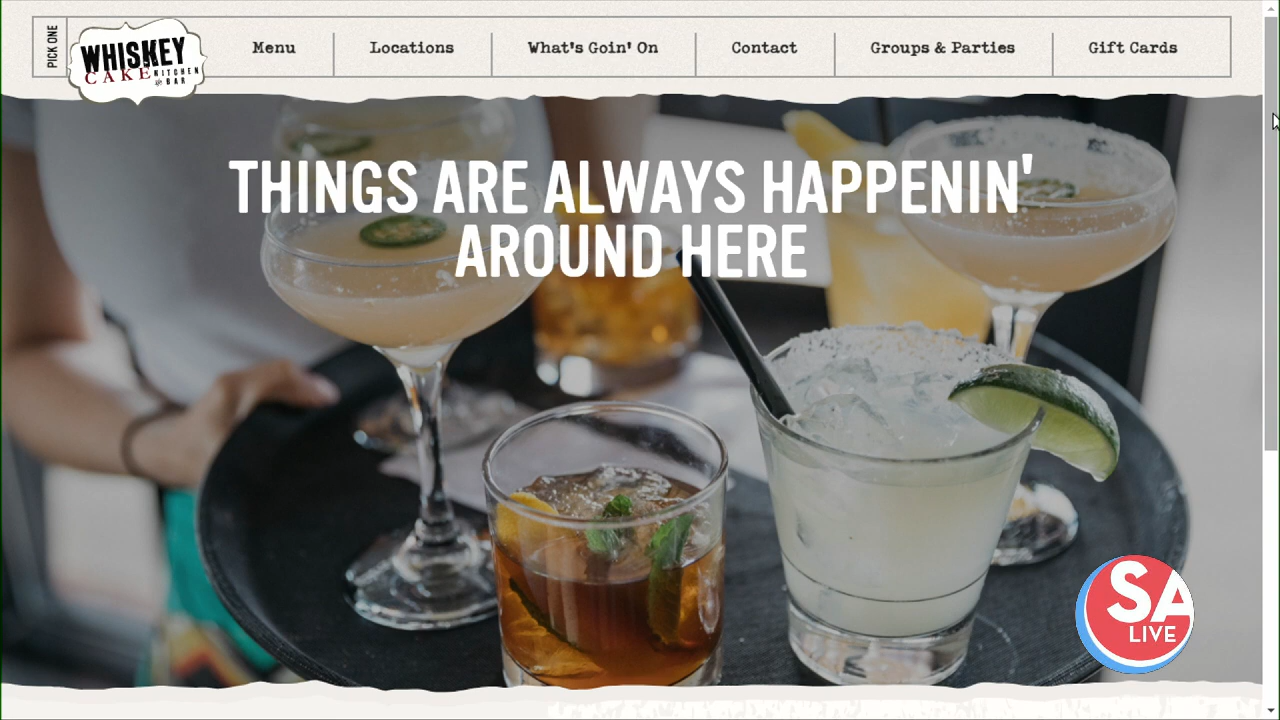 PICK ONE
WHISKEY
CAKE KITCHEN & BAR
Menu
Locations
What's Goin' On
Contact
Groups & Parties
Gift Cards
THINGS ARE ALWAYS HAPPENIN'
AROUND HERE
SA
LIVE